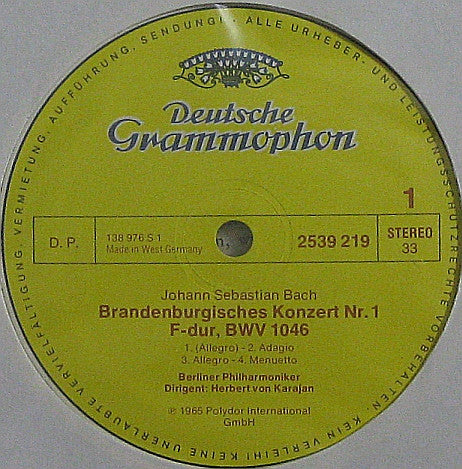 · ALLE URHEBER- UND LEISTUNGSSCHUTZRECHTE VORBEHALTEN · KEIN VERLEIH! KEINE UNERLAUBTE VERVIELFÄLTIGUNG, VERMIETUNG, AUFFÜHRUNG, SENDUNG! ·
Deutsche
Grammophon
1
D. P.
138 976 S 1
Made in West Germany
2539 219
STEREO
33
Johann Sebastian Bach
Brandenburgisches Konzert Nr. 1
F-dur, BWV 1046
1. (Allegro) - 2. Adagio
3. Allegro - 4. Menuetto
Berliner Philharmoniker
Dirigent: Herbert von Karajan
℗ 1965 Polydor International
GmbH